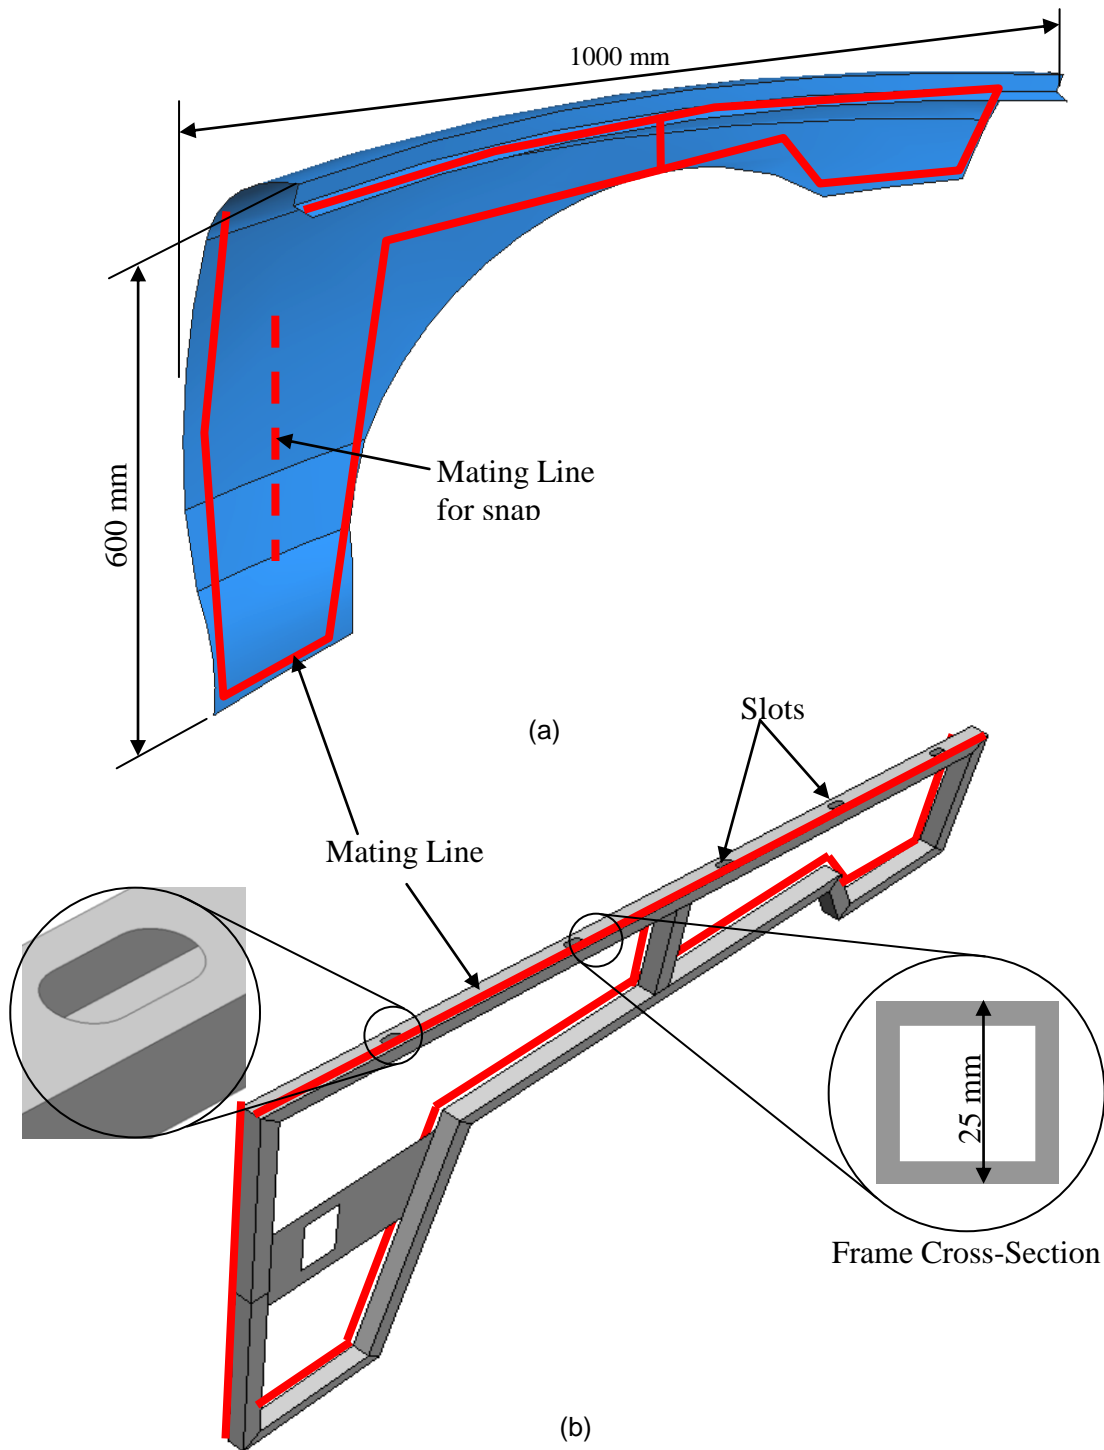 1000 mm
Mating Line
for snap
600 mm
(a)
Slots
Mating Line
25 mm
Frame Cross-Section
(b)